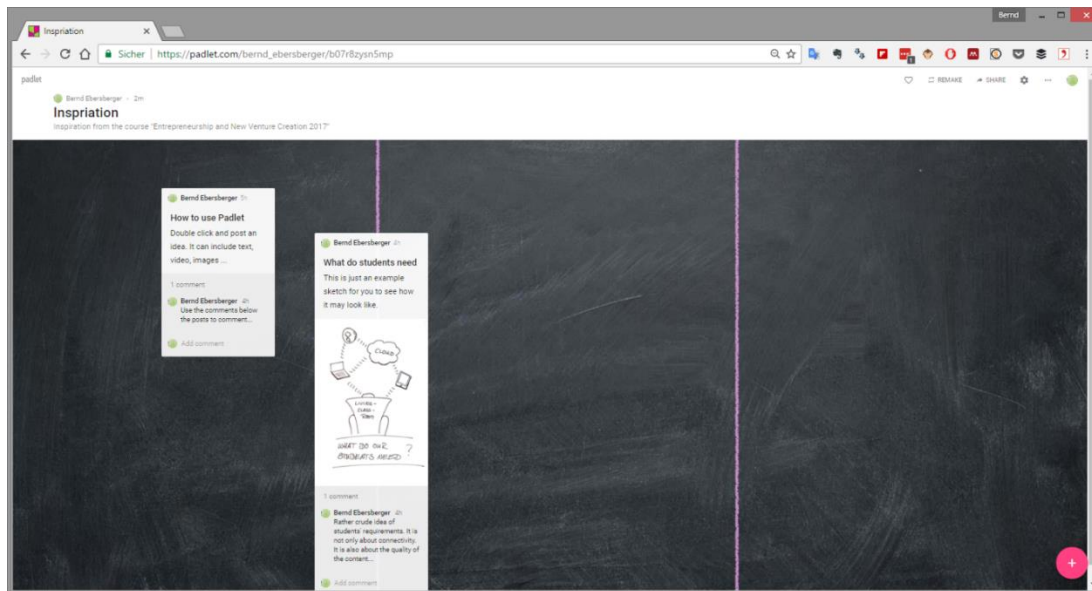 Bernd
Inspriation
Sicher | https://padlet.com/bernd_ebersberger/b07r8zysn5mp
padlet
REMAKE
SHARE
Bernd Ebersberger - 2m
Inspriation
Inspiration from the course "Entrepreneurship and New Venture Creation 2017"
Bernd Ebersberger 5h
How to use Padlet
Double click and post an
idea. It can include text,
video, images ...
1 comment
Bernd Ebersberger 4h
Use the comments below
the posts to comment...
Add comment
Bernd Ebersberger 4h
What do students need
This is just an example
sketch for you to see how
it may look like.
CLOUD
WHAT DO OUR
STUDENTS NEED ?
1 comment
Bernd Ebersberger 4h
Rather crude idea of
students' requirements. It is
not only about connectivity.
It is also about the quality of
the content...
Add comment